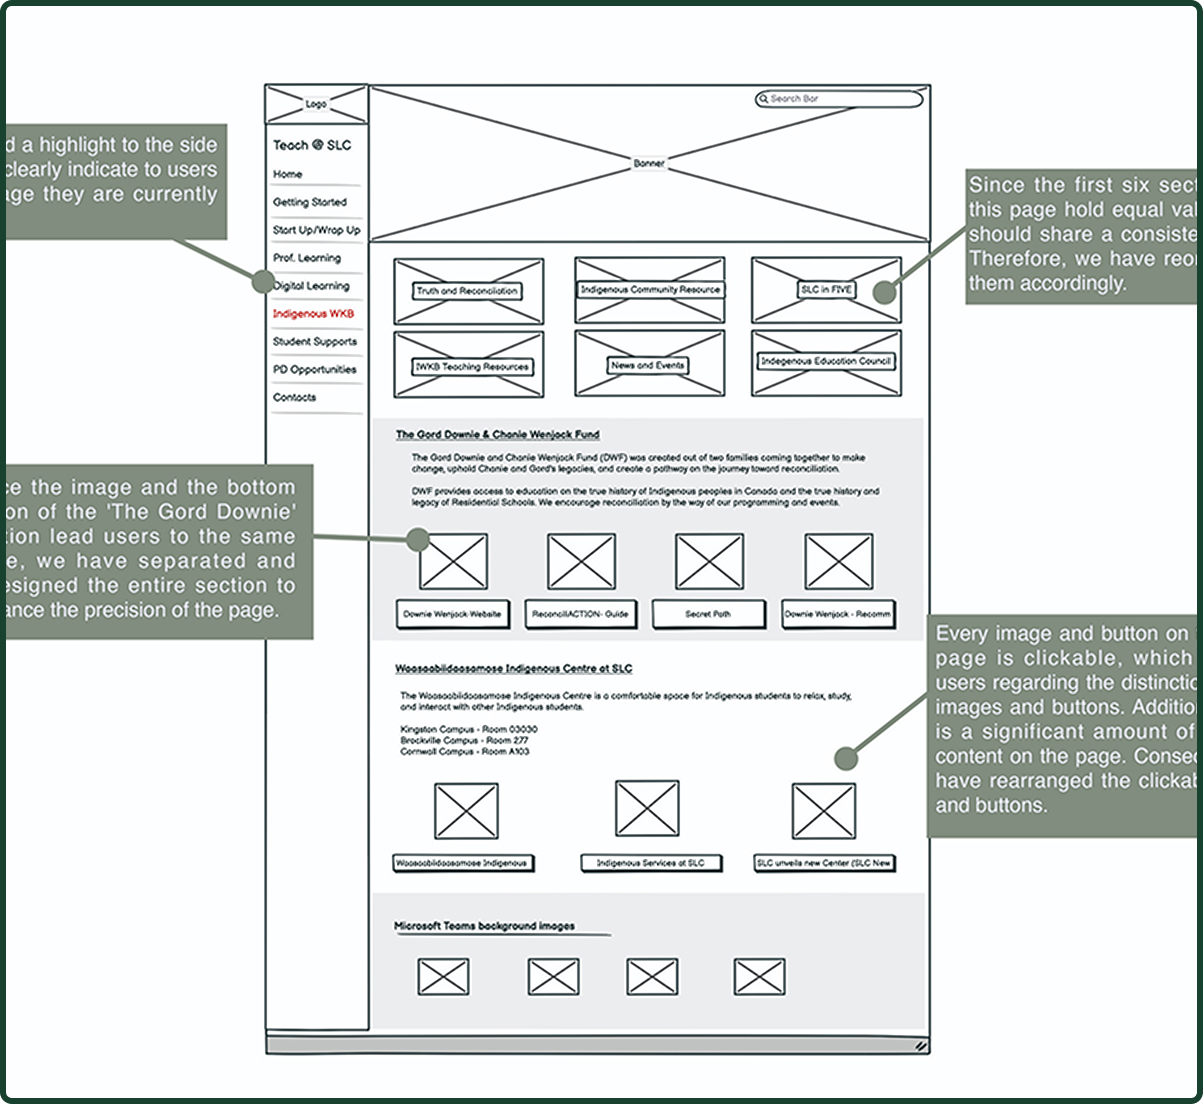 Logo
Search Bar
Banner
Teach @ SLC
Home
Getting Started
Start Up/Wrap Up
Prof. Learning
Digital Learning
Indigenous WKB
Student Supports
PD Opportunities
Contacts
d a highlight to the side
clearly indicate to users
age they are currently
Since the first six sec
this page hold equal val
should share a consiste
Therefore, we have reor
them accordingly.
Truth and Reconciliation
Indigenous Community Resource
SLC in FIVE
IWKB Teaching Resources
News and Events
Indegenous Education Council
The Gord Downie & Chanie Wenjack Fund
The Gord Downie and Chanie Wenjack Fund (DWF) was created out of two families coming together to make
change, uphold Chanie and Gord's legacies, and create a pathway on the journey toward reconciliation.
DWF provides access to education on the true history of Indigenous peoples in Canada and the true history and
legacy of Residential Schools. We encourage reconciliation by the way of our programming and events.
ce the image and the bottom
on of the 'The Gord Downie'
tion lead users to the same
e, we have separated and
esigned the entire section to
ance the precision of the page.
Downie Wenjack-Website
ReconciliACTION- Guide
Secret Path
Downie Wenjack - Recomm
Every image and button on
page is clickable, which
users regarding the distinctio
images and buttons. Additio
is a significant amount of
content on the page. Consec
have rearranged the clickab
and buttons.
Waasaabiidaasamose Indigenous Centre at SLC
The Waasaabiidaasamose Indigenous Centre is a comfortable space for Indigenous students to relax, study,
and interact with other Indigenous students.
Kingston Campus - Room 03030
Brockville Campus - Room 277
Cornwall Campus - Room A103
Waasaabiidaasamose Indigenous
Indigenous Services at SLC
SLC unveils new Center (SLC New
Microsoft Teams background images